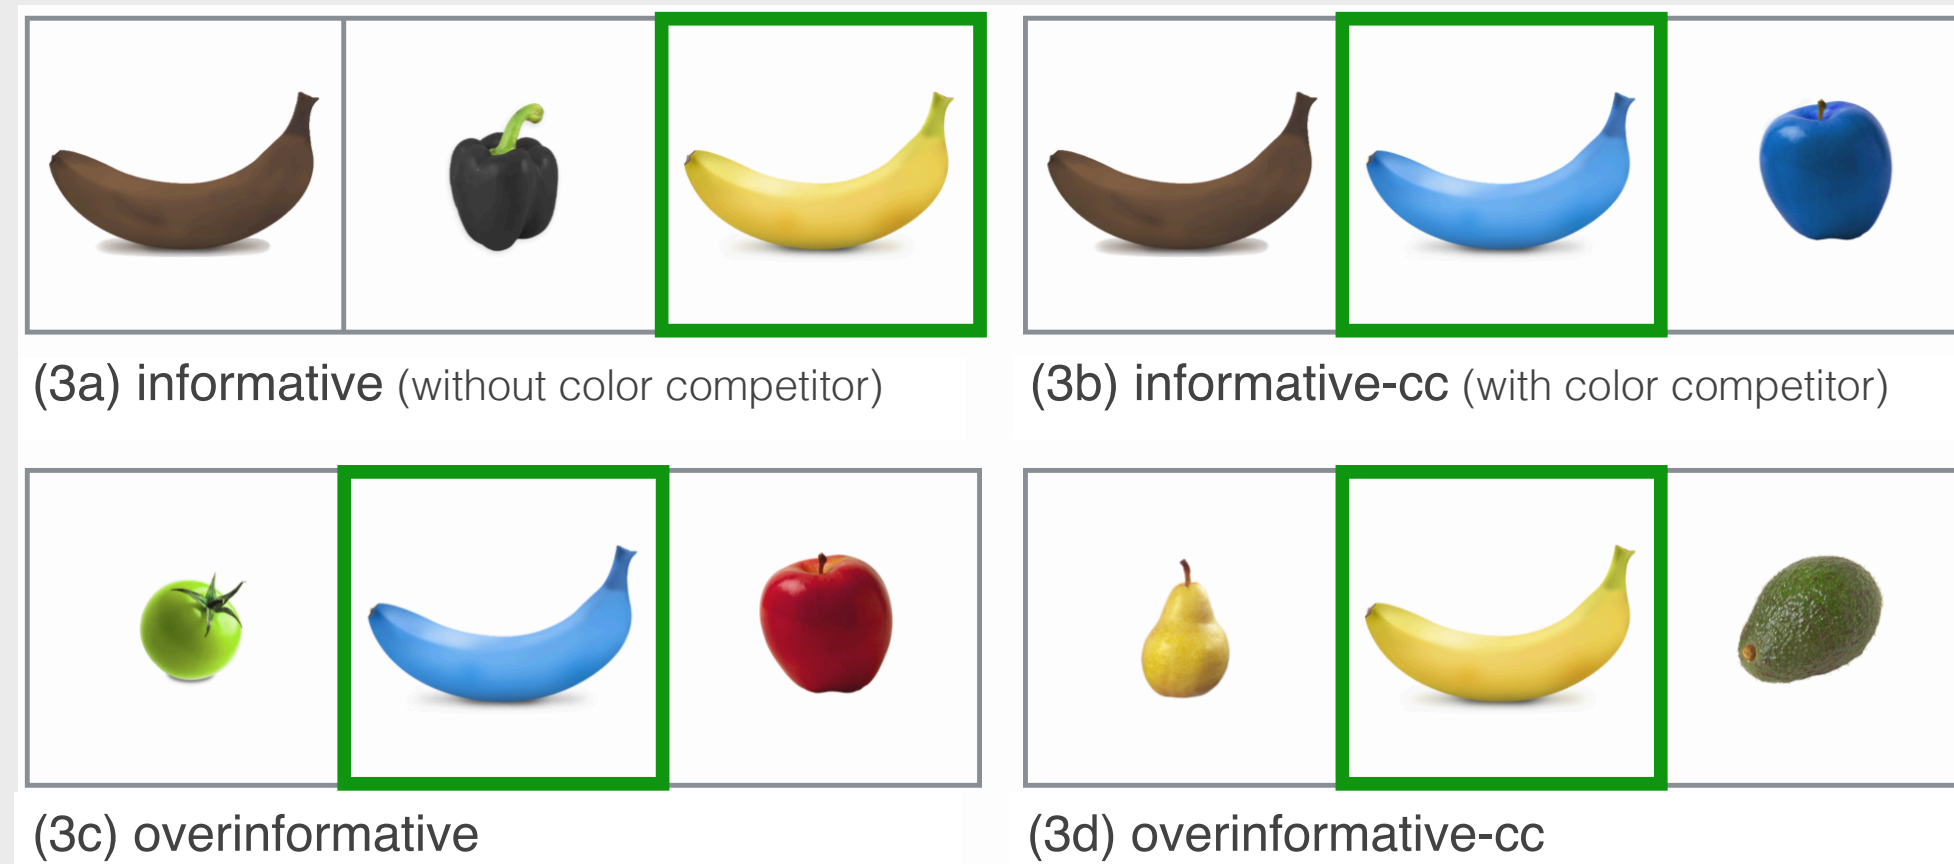 (3a) informative (without color competitor)
(3b) informative-cc (with color competitor)
(3c) overinformative
(3d) overinformative-cc